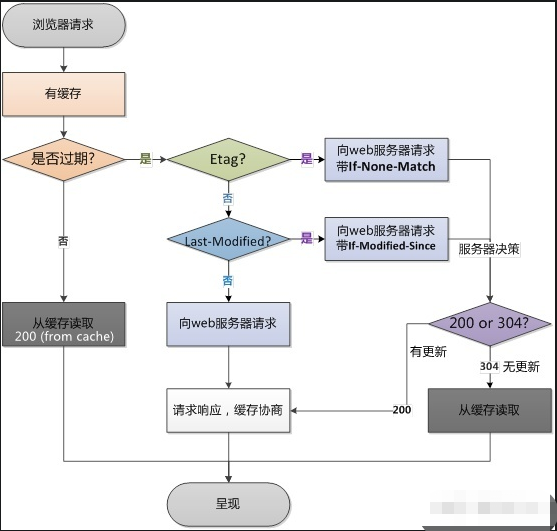 浏览器请求
有缓存
是否过期?
是
Etag?
是
向web服务器请求
带If-None-Match
否
否
Last-Modified?
是
向web服务器请求
带If-Modified-Since
服务器决策
否
从缓存读取
200 (from cache)
向web服务器请求
200 or 304?
有更新
304 无更新
请求响应，缓存协商
200
从缓存读取
呈现